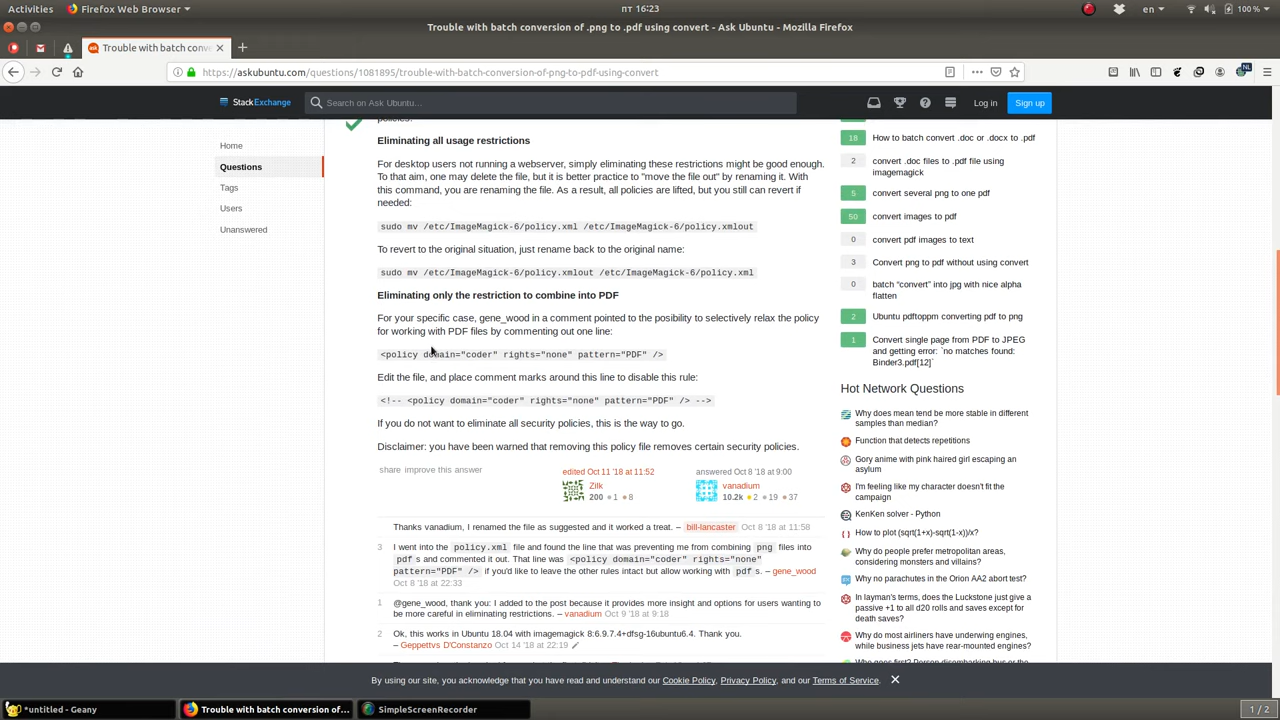 Activities
Firefox Web Browser
пт 16:23
en
100 %
Trouble with batch conversion of .png to .pdf using convert - Ask Ubuntu - Mozilla Firefox
Trouble with batch conve
https://askubuntu.com/questions/1081895/trouble-with-batch-conversion-of-png-to-pdf-using-convert
NL
StackExchange
Search on Ask Ubuntu…
Log in
Sign up
Home
Questions
Tags
Users
Unanswered
policies.
Eliminating all usage restrictions
For desktop users not running a webserver, simply eliminating these restrictions might be good enough.
To that aim, one may delete the file, but it is better practice to "move the file out" by renaming it. With
this command, you are renaming the file. As a result, all policies are lifted, but you still can revert if
needed:
sudo mv /etc/ImageMagick-6/policy.xml /etc/ImageMagick-6/policy.xmlout
To revert to the original situation, just rename back to the original name:
sudo mv /etc/ImageMagick-6/policy.xmlout /etc/ImageMagick-6/policy.xml
Eliminating only the restriction to combine into PDF
For your specific case, gene_wood in a comment pointed to the posibility to selectively relax the policy
for working with PDF files by commenting out one line:
<policy domain="coder" rights="none" pattern="PDF" />
Edit the file, and place comment marks around this line to disable this rule:
<!-- <policy domain="coder" rights="none" pattern="PDF" /> -->
If you do not want to eliminate all security policies, this is the way to go.
Disclaimer: you have been warned that removing this policy file removes certain security policies.
share improve this answer
edited Oct 11 '18 at 11:52
Zilk
200 1 8
answered Oct 8 '18 at 9:00
vanadium
10.2k 2 19 37
Thanks vanadium, I renamed the file as suggested and it worked a treat. – bill-lancaster Oct 8 '18 at 11:58
3 I went into the policy.xml file and found the line that was preventing me from combining png files into
pdf s and commented it out. That line was <policy domain="coder" rights="none"
pattern="PDF" /> if you'd like to leave the other rules intact but allow working with pdf s. – gene_wood
Oct 8 '18 at 22:33
1 @gene_wood, thank you: I added to the post because it provides more insight and options for users wanting to
be more careful in eliminating restrictions. – vanadium Oct 9 '18 at 9:18
2 Ok, this works in Ubuntu 18.04 with imagemagick 8:6.9.7.4+dfsg-16ubuntu6.4. Thank you.
– Geppettvs D'Constanzo Oct 14 '18 at 22:19
18 How to batch convert .doc or .docx to .pdf
2 convert .doc files to .pdf file using
imagemagick
5 convert several png to one pdf
50 convert images to pdf
0 convert pdf images to text
3 Convert png to pdf without using convert
0 batch “convert” into jpg with nice alpha
flatten
2 Ubuntu pdftoppm converting pdf to png
1 Convert single page from PDF to
JPEG
and getting error: `no matches found:
Binder3.pdf[12]`
Hot Network Questions
Why does mean tend be more stable in different
samples than median?
Function that detects repetitions
Gory anime with pink haired girl escaping an
asylum
I'm feeling like my character doesn't fit the
campaign
KenKen solver - Python
How to plot (sqrt(1+x)-sqrt(1-x))/x?
Why do people prefer metropolitan areas,
considering monsters and villains?
Why no parachutes in the Orion AA2 abort test?
In layman's terms, does the Luckstone just give a
passive +1 to all d20 rolls and saves except for
death saves?
Why do most airliners have underwing engines,
while business jets have rear-mounted engines?
By using our site, you acknowledge that you have read and understand our Cookie Policy, Privacy Policy, and our Terms of Service.
*untitled - Geany
Trouble with batch conversion of...
SimpleScreenRecorder
1 / 2